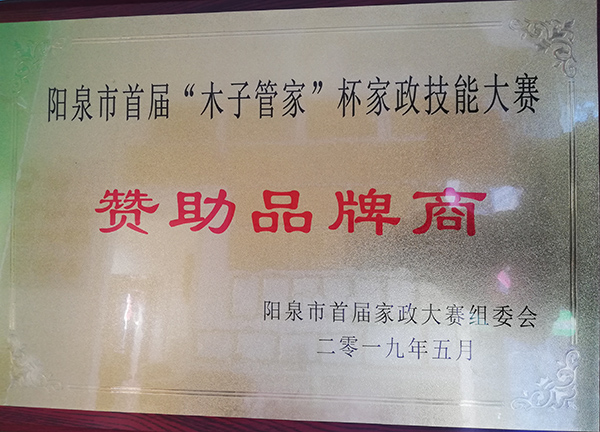 阳泉市首届“木子管家”杯家政技能大赛
赞助品牌商
阳泉市首届家政大赛组委会
二零一九年五月